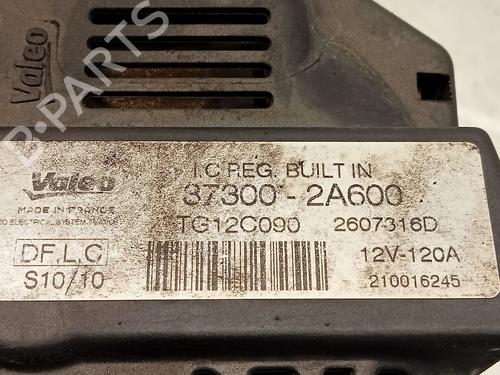 Valeo
B-PARTS
I.C REG. BUILT IN
Valeo
37300 - 2A600
MADE IN FRANCE
TG12C090 2607316D
DF,L,C
12V-120A
S10/10
210016245